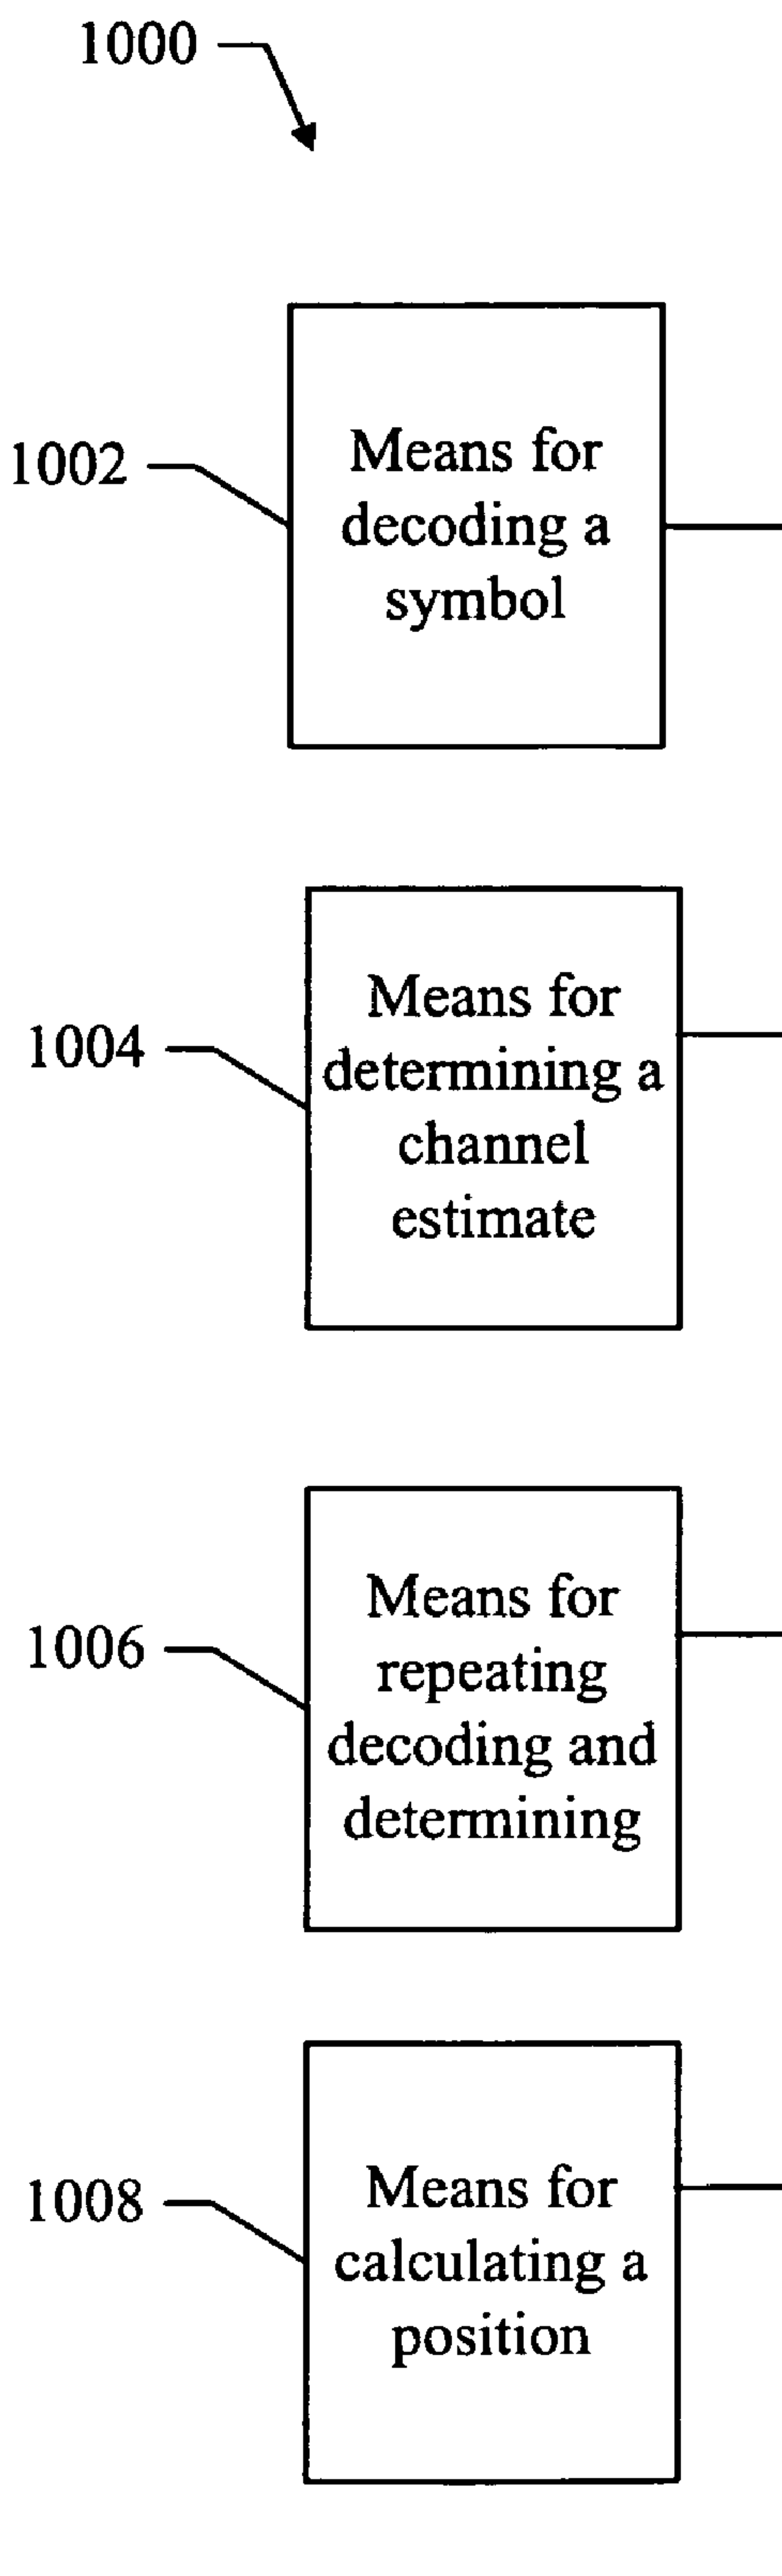 1000
1002
Means for
decoding a
symbol
1004
Means for
determining a
channel
estimate
1006
Means for
repeating
decoding and
determining
1008
Means for
calculating a
position